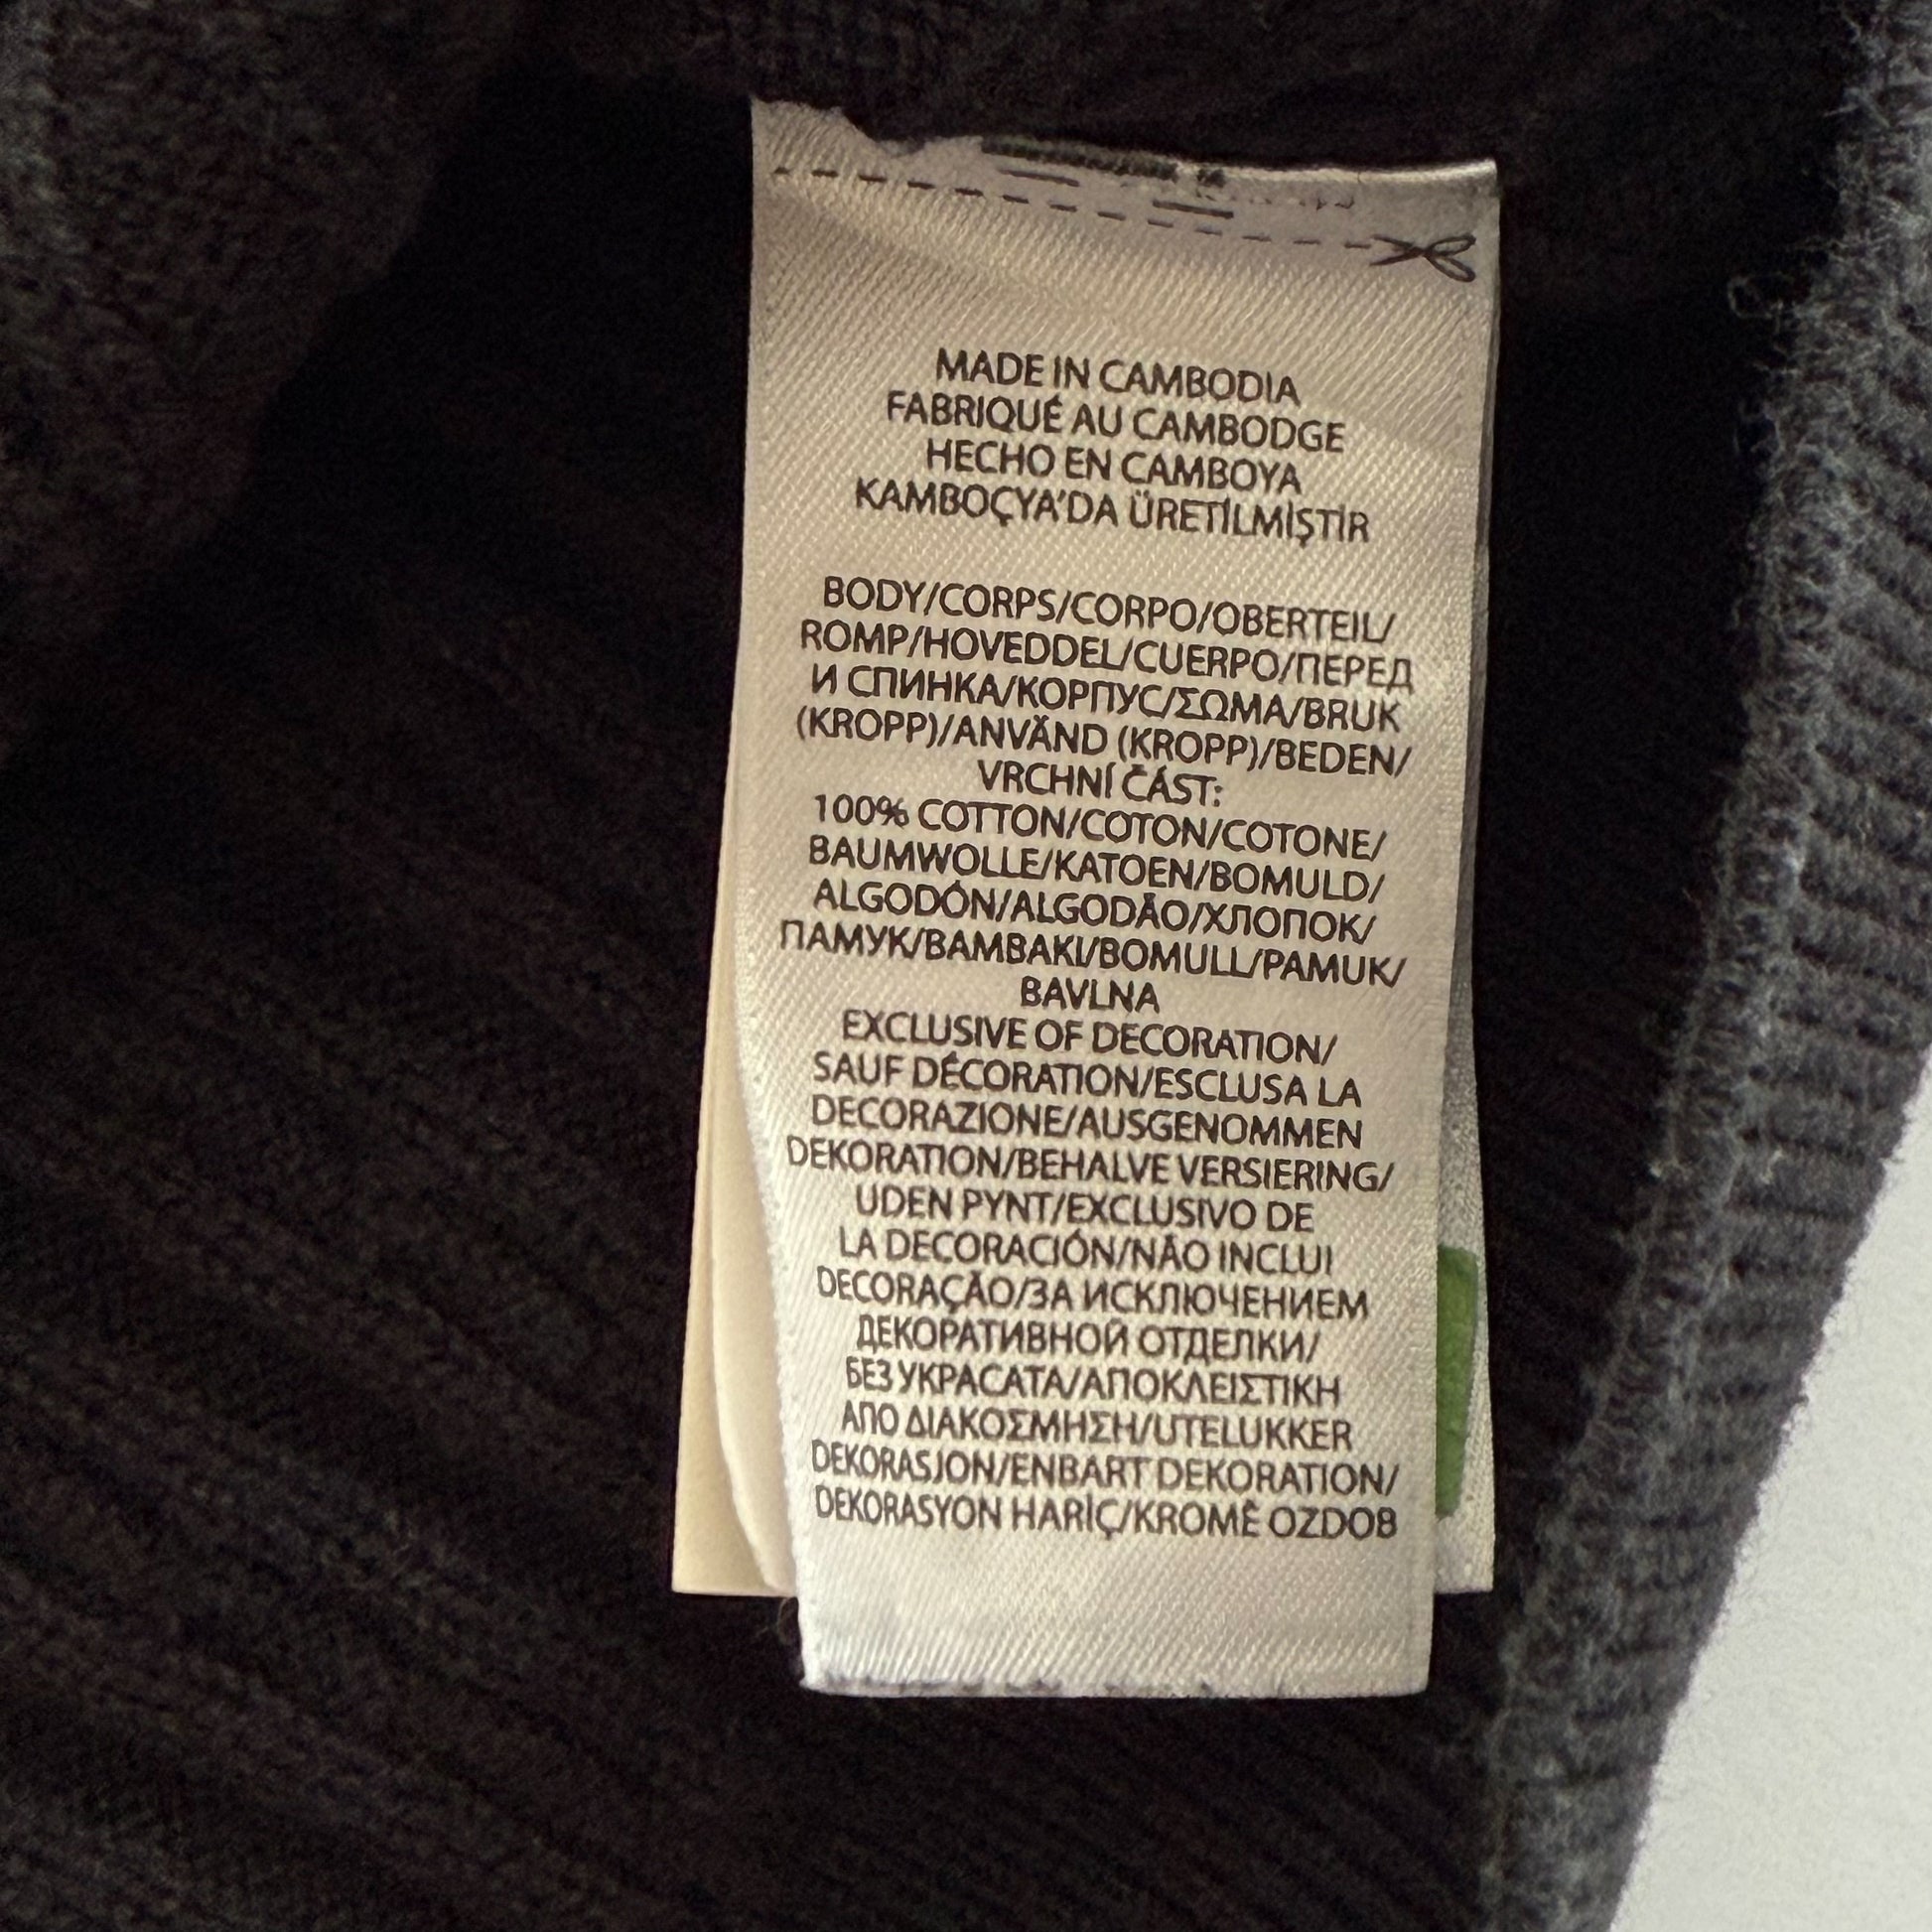 MADE IN CAMBODIA
FABRIQUÉ AU CAMBODGE
HECHO EN CAMBOYA
KAMBOÇYA'DA ÜRETİLMİŞTİR
BODY/CORPS/CORPO/OBERTEIL/
ROMP/HOVEDDEL/CUERPO/ПЕРЕД
И СПИНКА/КОРПУС/ΣΩΜΑ/BRUK
(KROPP)/ANVÄND (KROPP)/BEDEN/
VRCHNÍ ČÁST:
100% COTTON/COTON/COTONE/
BAUMWOLLE/KATOEN/BOMULD/
ALGODÓN/ALGODÃO/ХЛОПОК/
ПАМУК/BAMBAKI/BOMULL/PAMUK/
BAVLNA
EXCLUSIVE OF DECORATION/
SAUF DÉCORATION/ESCLUSA LA
DECORAZIONE/AUSGENOMMEN
DEKORATION/BEHALVE VERSIERING/
UDEN PYNT/EXCLUSIVO DE
LA DECORACIÓN/NÃO INCLUI
DECORAÇÃO/ЗА ИСКЛЮЧЕНИЕМ
ДЕКОРАТИВНОЙ ОТДЕЛКИ/
БЕЗ УКРАСАТА/ΑΠΟΚΛΕΙΣΤΙΚΗ
ΑΠΟ ΔΙΑΚΟΣΜΗΣΗ/UTELUKKER
DEKORASJON/ENBART DEKORATION/
DEKORASYON HARİÇ/KROMĚ OZDOB